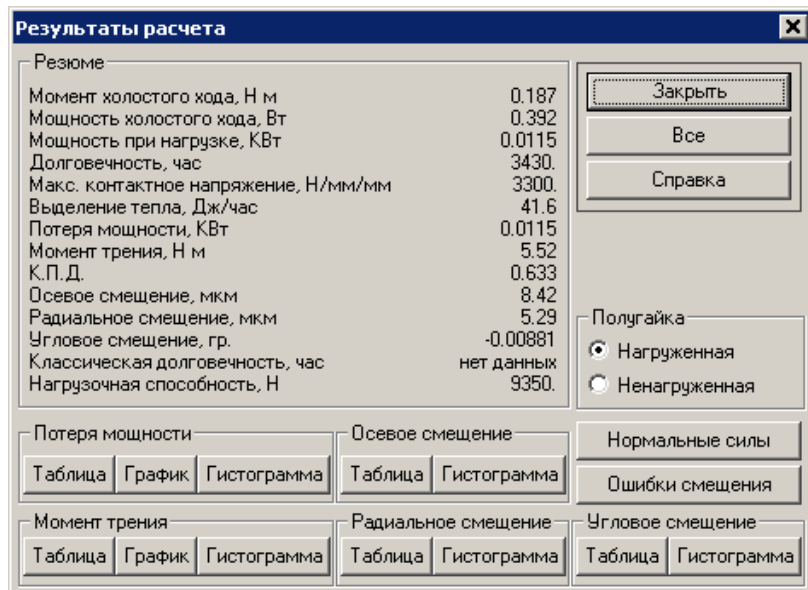 Результаты расчета
Резюме
Момент холостого хода, Н м 0.187
Мощность холостого хода, Вт 0.392
Мощность при нагрузке, КВт 0.0115
Долговечность, час 3430.
Макс. контактное напряжение, Н/мм/мм 3300.
Выделение тепла, Дж/час 41.6
Потеря мощности, КВт 0.0115
Момент трения, Н м 5.52
К.П.Д. 0.633
Осевое смещение, мкм 8.42
Радиальное смещение, мкм 5.29
Угловое смещение, гр. -0.00881
Классическая долговечность, час нет данных
Нагрузочная способность, Н 9350.
Закрыть
Все
Справка
Полугайка
Нагруженная
Ненагруженная
Потеря мощности
Таблица График Гистограмма
Осевое смещение
Таблица Гистограмма
Нормальные силы
Ошибки смещения
Момент трения
Таблица График Гистограмма
Радиальное смещение
Таблица Гистограмма
Угловое смещение
Таблица Гистограмма